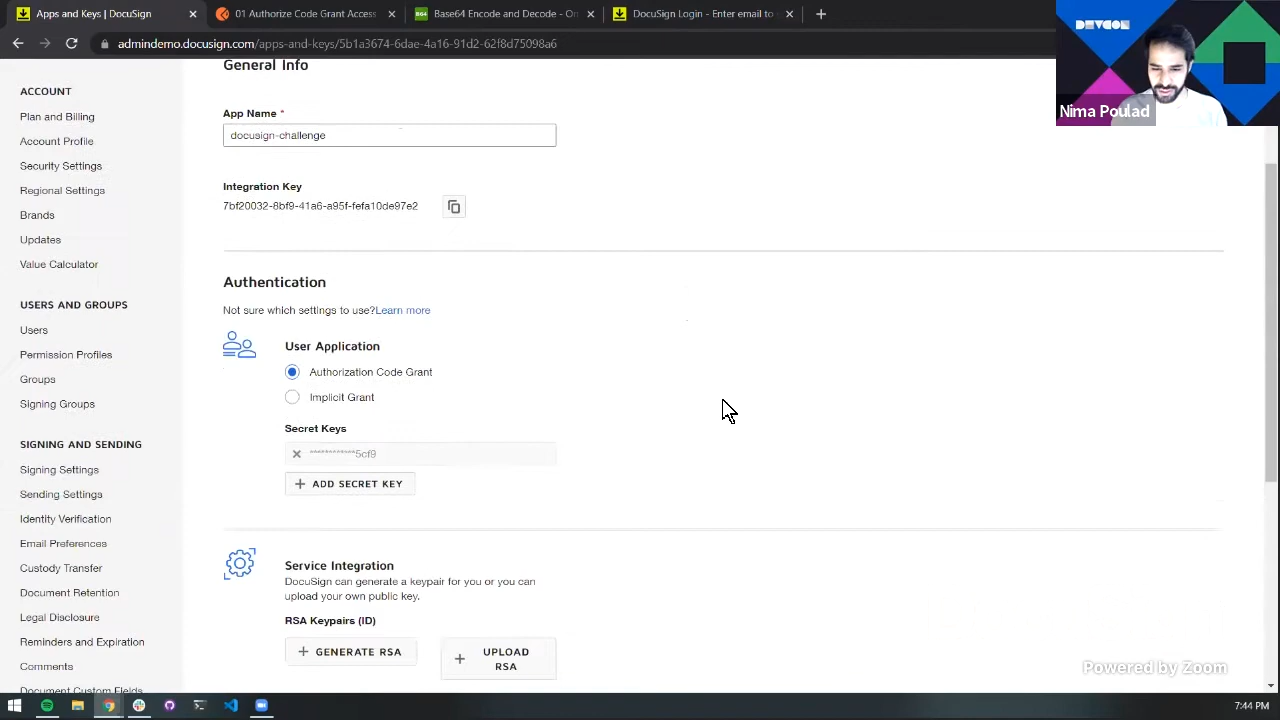 Apps and Keys | DocuSign
01 Authorize Code Grant Access
Base64 Encode and Decode - On
DocuSign Login - Enter email to
admindemo.docusign.com/apps-and-keys/5b1a3674-6dae-4a16-91d2-62f8d75098a6
DEVCON
Nima Poulad
ACCOUNT
Plan and Billing
Account Profile
Security Settings
Regional Settings
Brands
Updates
Value Calculator
USERS AND GROUPS
Users
Permission Profiles
Groups
Signing Groups
SIGNING AND SENDING
Signing Settings
Sending Settings
Identity Verification
Email Preferences
Custody Transfer
Document Retention
Legal Disclosure
Reminders and Expiration
Comments
Document Custom Fields
General Info
App Name *
docusign-challenge
Integration Key
7bf20032-8bf9-41a6-a95f-fefa10de97e2
Authentication
Not sure which settings to use?Learn more
User Application
Authorization Code Grant
Implicit Grant
Secret Keys
************5cf9
ADD SECRET KEY
Service Integration
DocuSign can generate a keypair for you or you can
upload your own public key.
RSA Keypairs (ID)
GENERATE RSA
UPLOAD
RSA
Powered by Zoom
7:44 PM